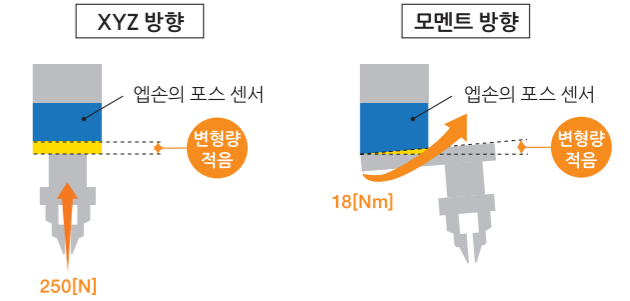 XYZ 방향
엡손의 포스 센서
변형량
적음
250[N]
모멘트 방향
엡손의 포스 센서
변형량
적음
18[Nm]